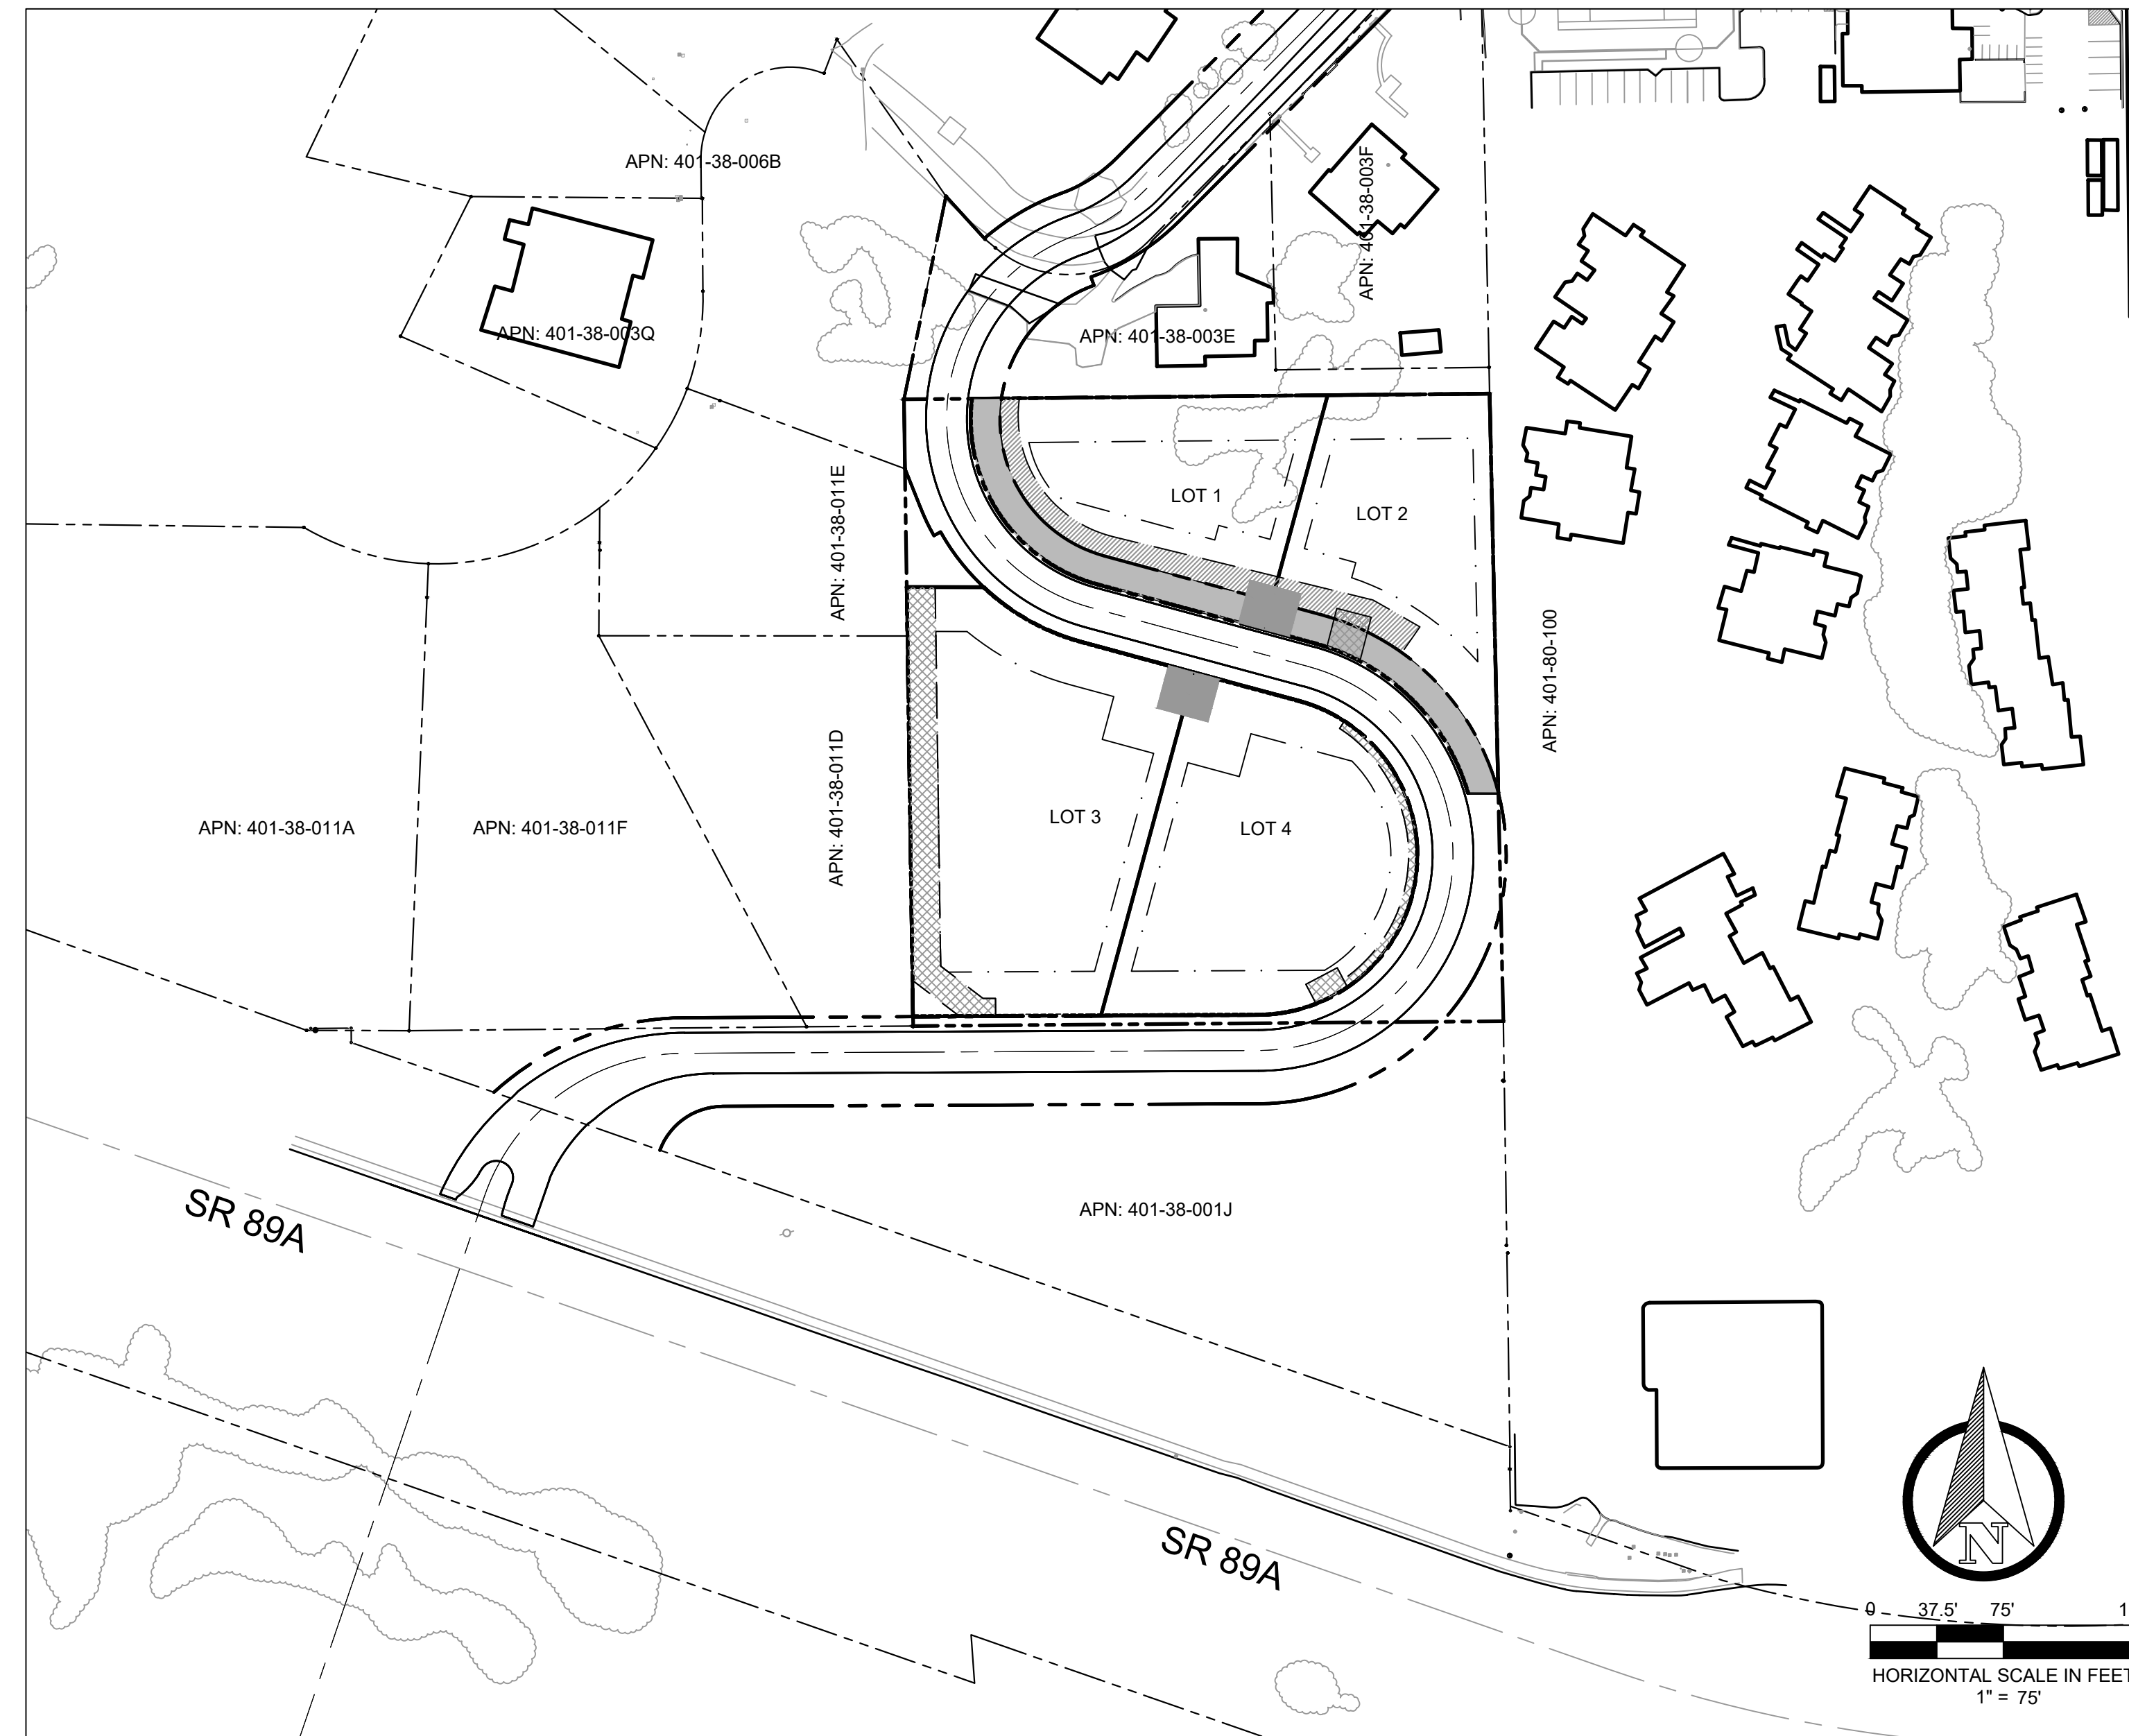 APN: 401-38-006B
APN: 401-38-003F
APN: 401-38-003Q
APN: 401-38-003E
APN: 401-38-011E
LOT 1
LOT 2
APN: 401-80-100
APN: 401-38-011D
LOT 3
LOT 4
APN: 401-38-011A
APN: 401-38-011F
APN: 401-38-001J
SR 89A
SR 89A
N
0 37.5' 75' 1
HORIZONTAL SCALE IN FEET
1" = 75'